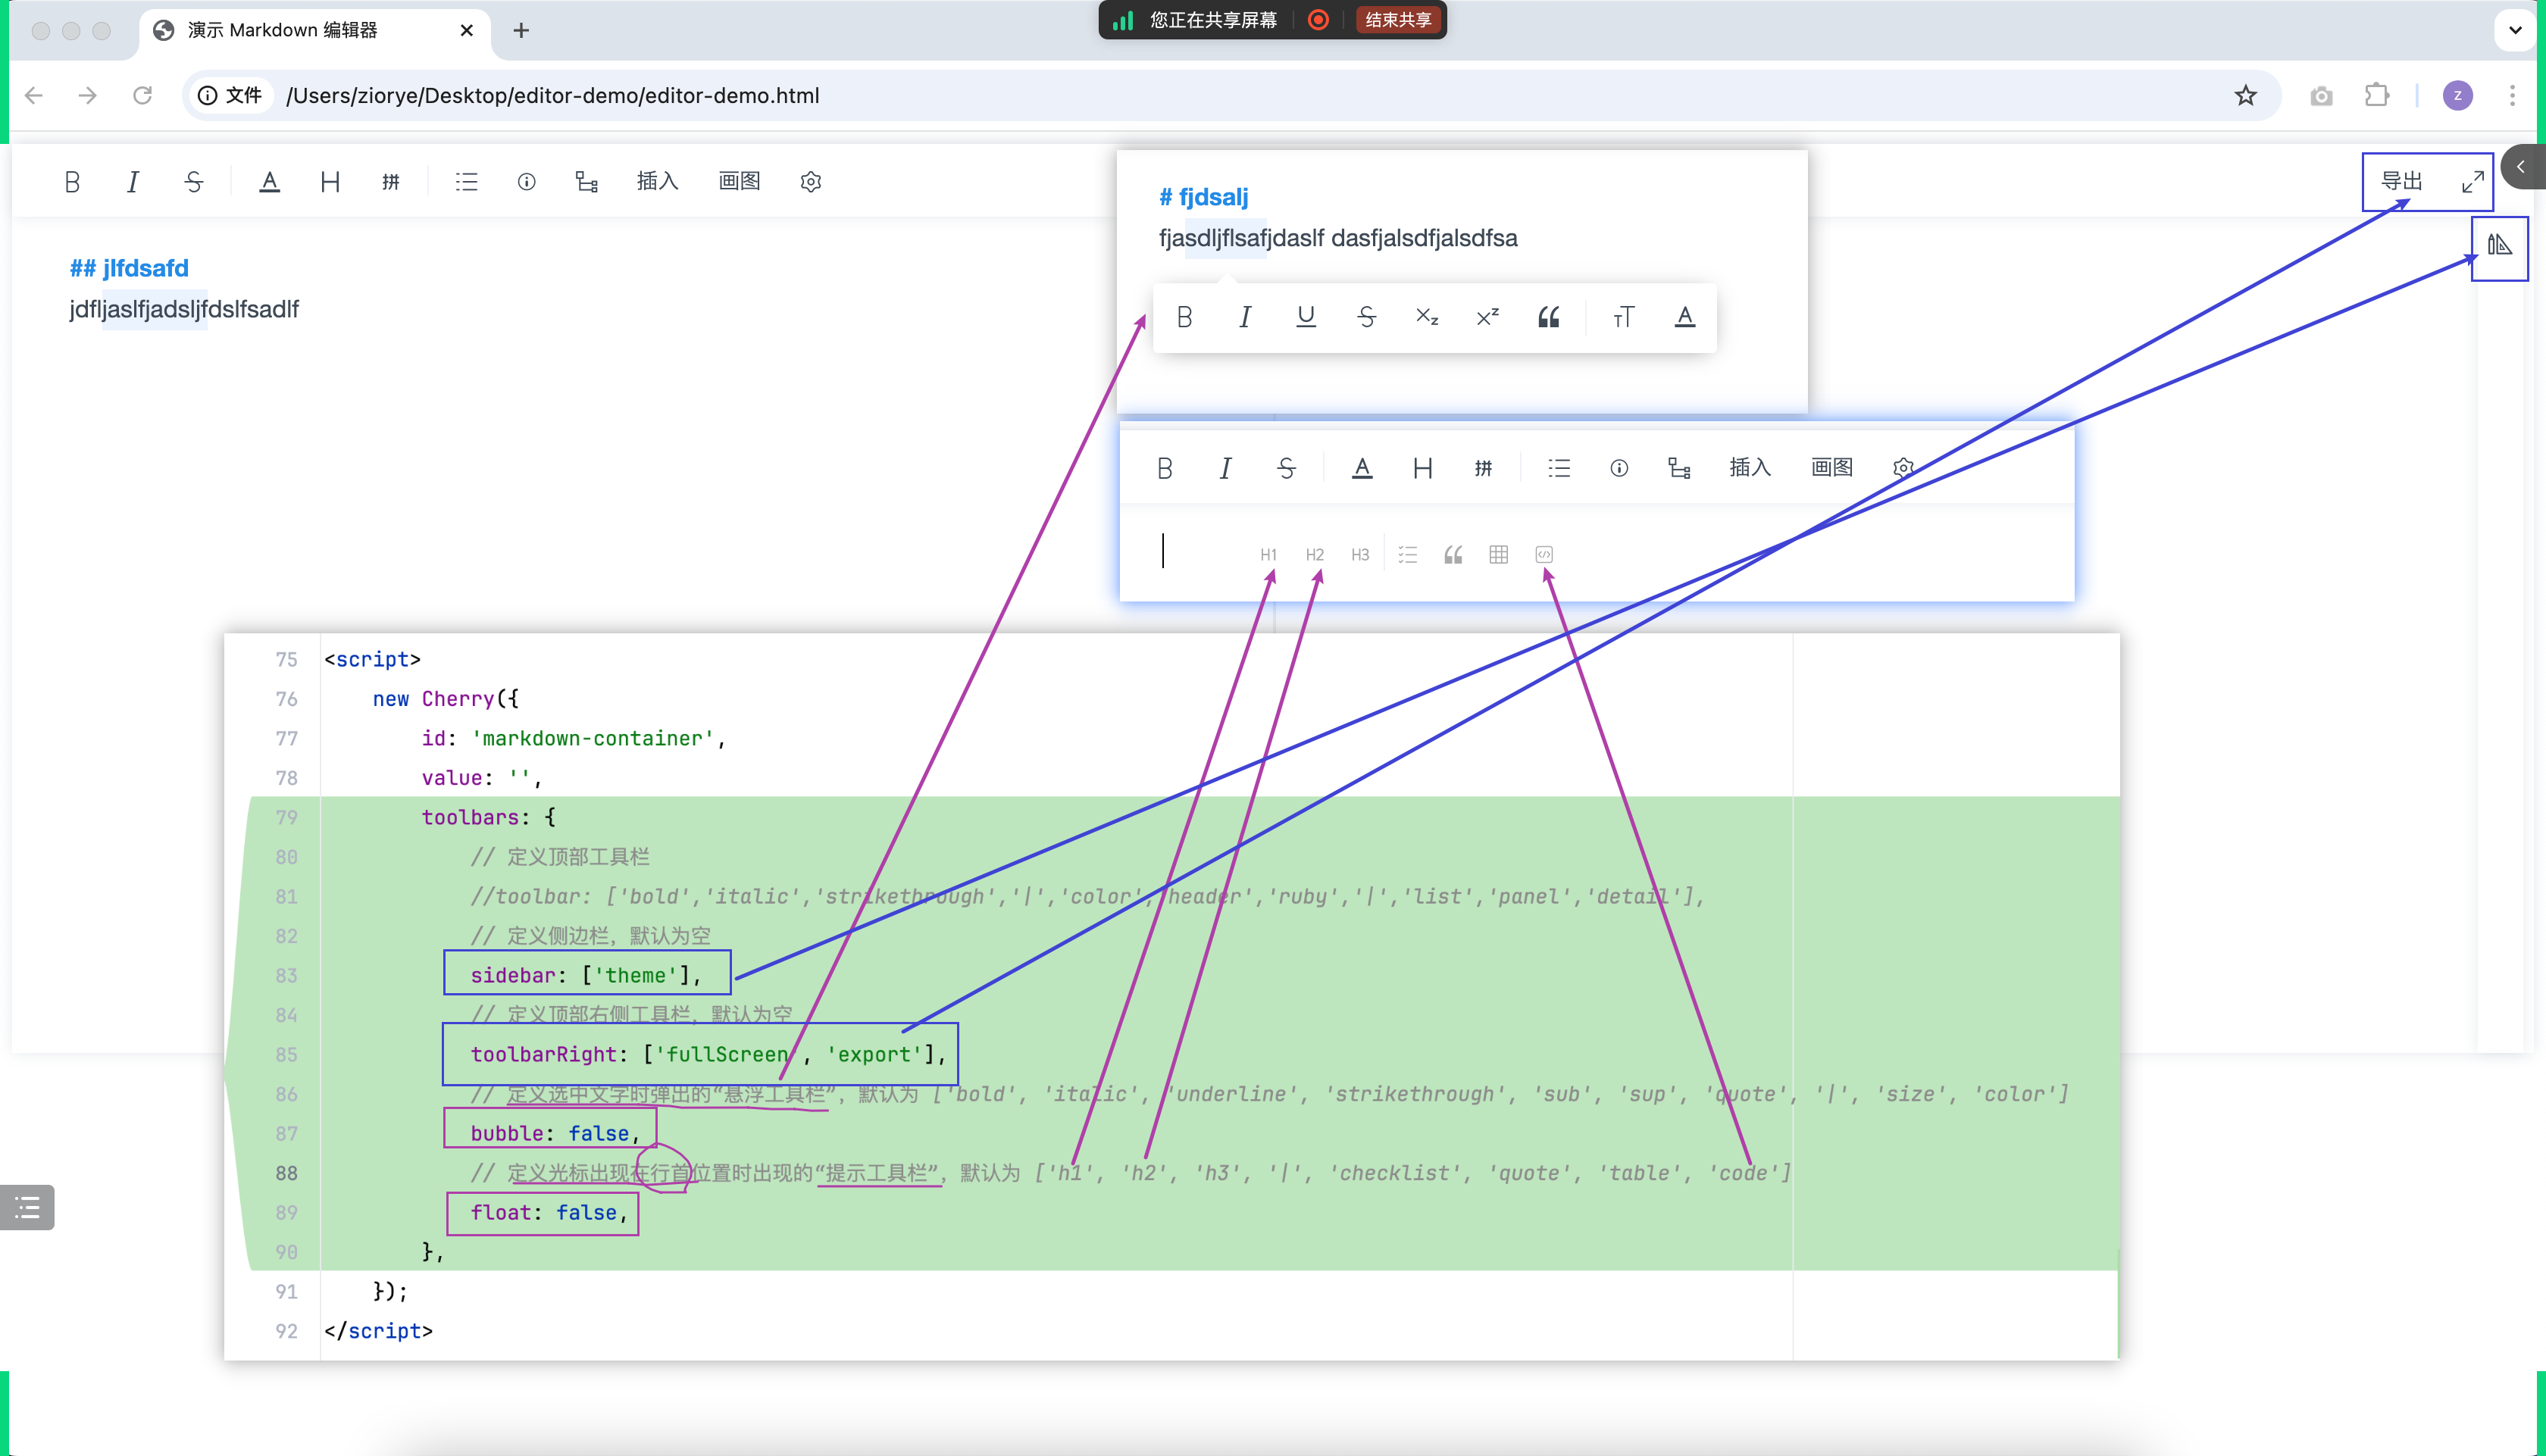 您正在共享屏幕 结束共享
演示 Markdown 编辑器
文件 /Users/ziorye/Desktop/editor-demo/editor-demo.html
z
B I S A H 拼 插入 画图
导出
## jlfdsafd
jdfljaslfjadsljfdslfsadlf
# fjdsalj
fjasdljflsafjdaslf dasfjalsdfjalsdfsa
B I U S ×z ×z “ TT A
B I S A H 拼 插入 画图
H1 H2 H3
75 <script>
76 new Cherry({
77 id: 'markdown-container',
78 value: '',
79 toolbars: {
80 // 定义顶部工具栏
81 //toolbar: ['bold','italic','strikethrough','|','color','header','ruby','|','list','panel','detail'],
82 // 定义侧边栏，默认为空
83 sidebar: ['theme'],
84 // 定义顶部右侧工具栏，默认为空
85 toolbarRight: ['fullScreen', 'export'],
86 // 定义选中文字时弹出的“悬浮工具栏”，默认为 ['bold', 'italic', 'underline', 'strikethrough', 'sub', 'sup', 'quote', '|', 'size', 'color']
87 bubble: false,
88 // 定义光标出现在行首位置时出现的“提示工具栏”，默认为 ['h1', 'h2', 'h3', '|', 'checklist', 'quote', 'table', 'code']
89 float: false,
90 },
91 });
92 </script>